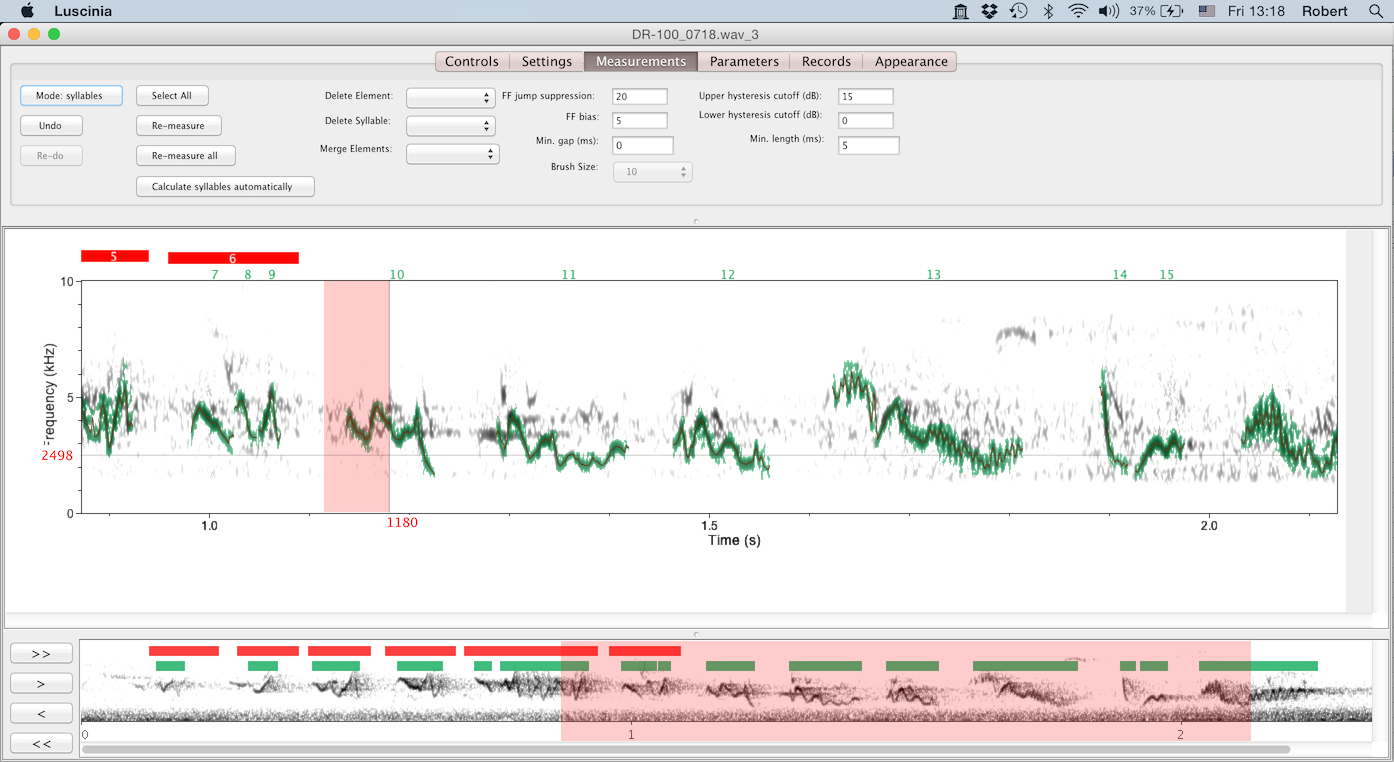 Luscinia 37% Fri 13:18 Robert
DR-100_0718.wav_3
Controls Settings Measurements Parameters Records Appearance
Mode: syllables Select All Delete Element: FF jump suppression: 20 Upper hysteresis cutoff (dB): 15
Undo Re-measure Delete Syllable: FF bias: 5 Lower hysteresis cutoff (dB): 0
Re-do Re-measure all Merge Elements: Min. gap (ms): 0 Min. length (ms): 5
Calculate syllables automatically Brush Size: 10
5 6
7 8 9 10 11 12 13 14 15
10
5
Frequency (kHz)
2498
0
1.0 1180 1.5 2.0
Time (s)
>>
>
<
<<
0 1 2